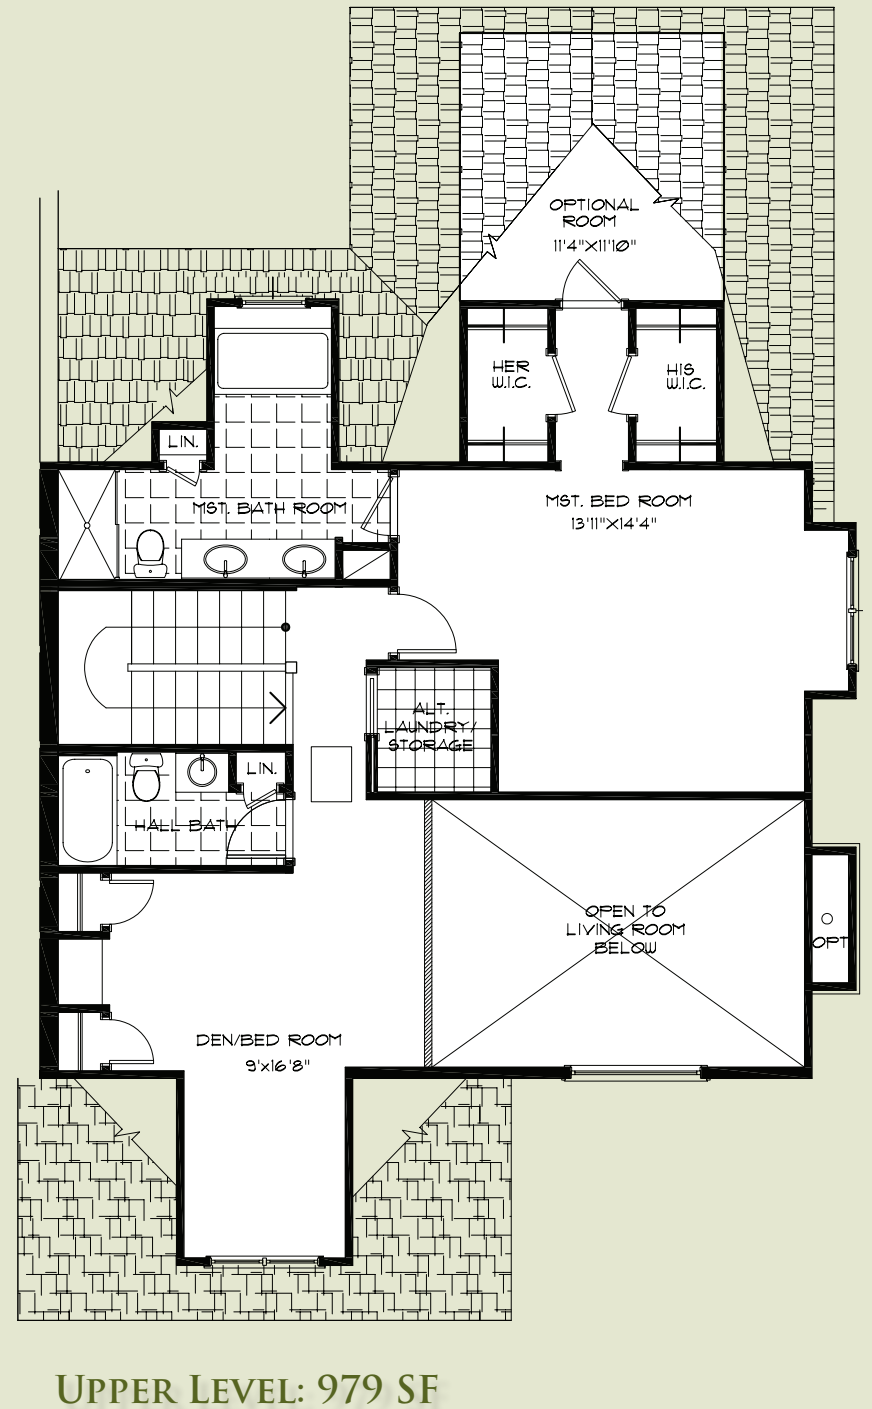 OPTIONAL
ROOM
11'4"X11'10"
HER
W.I.C.
HIS
W.I.C.
LIN.
MST. BATH ROOM
MST. BED ROOM
13'11"X14'4"
ALT.
LAUNDRY/
STORAGE
LIN.
HALL BATH
OPEN TO
LIVING ROOM
BELOW
OPT
DEN/BED ROOM
9'x16'8"
UPPER LEVEL: 979 SF